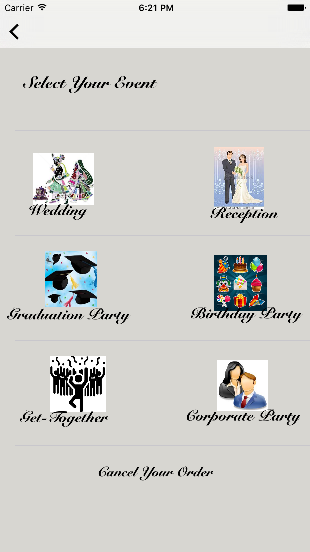 Carrier 6:21 PM
Select Your Event
Wedding Reception
Graduation Party Birthday Party
Get-Together Corporate Party
Cancel Your Order